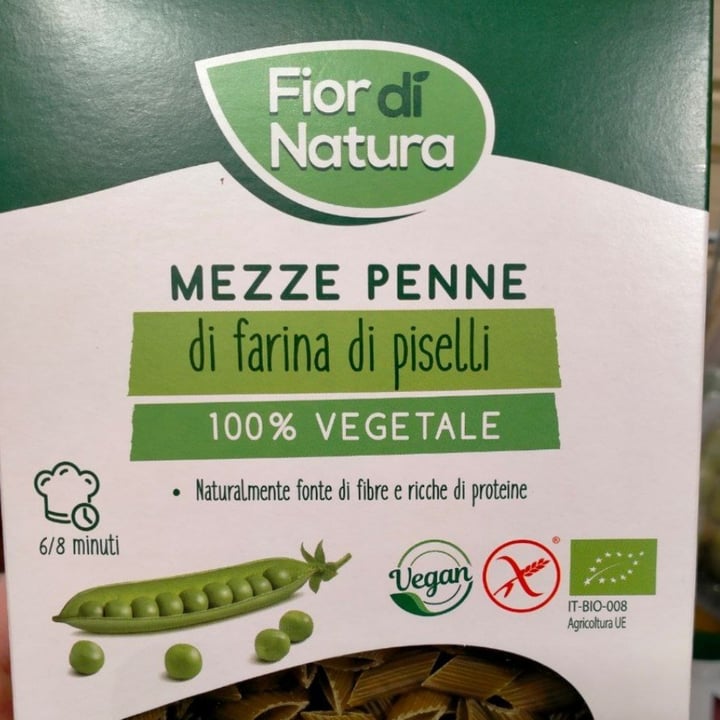 Fior di
Natura
MEZZE PENNE
di farina di piselli
100% VEGETALE
• Naturalmente fonte di fibre e ricche di proteine
6/8 minuti
Vegan
®
IT-BIO-008
Agricoltura UE